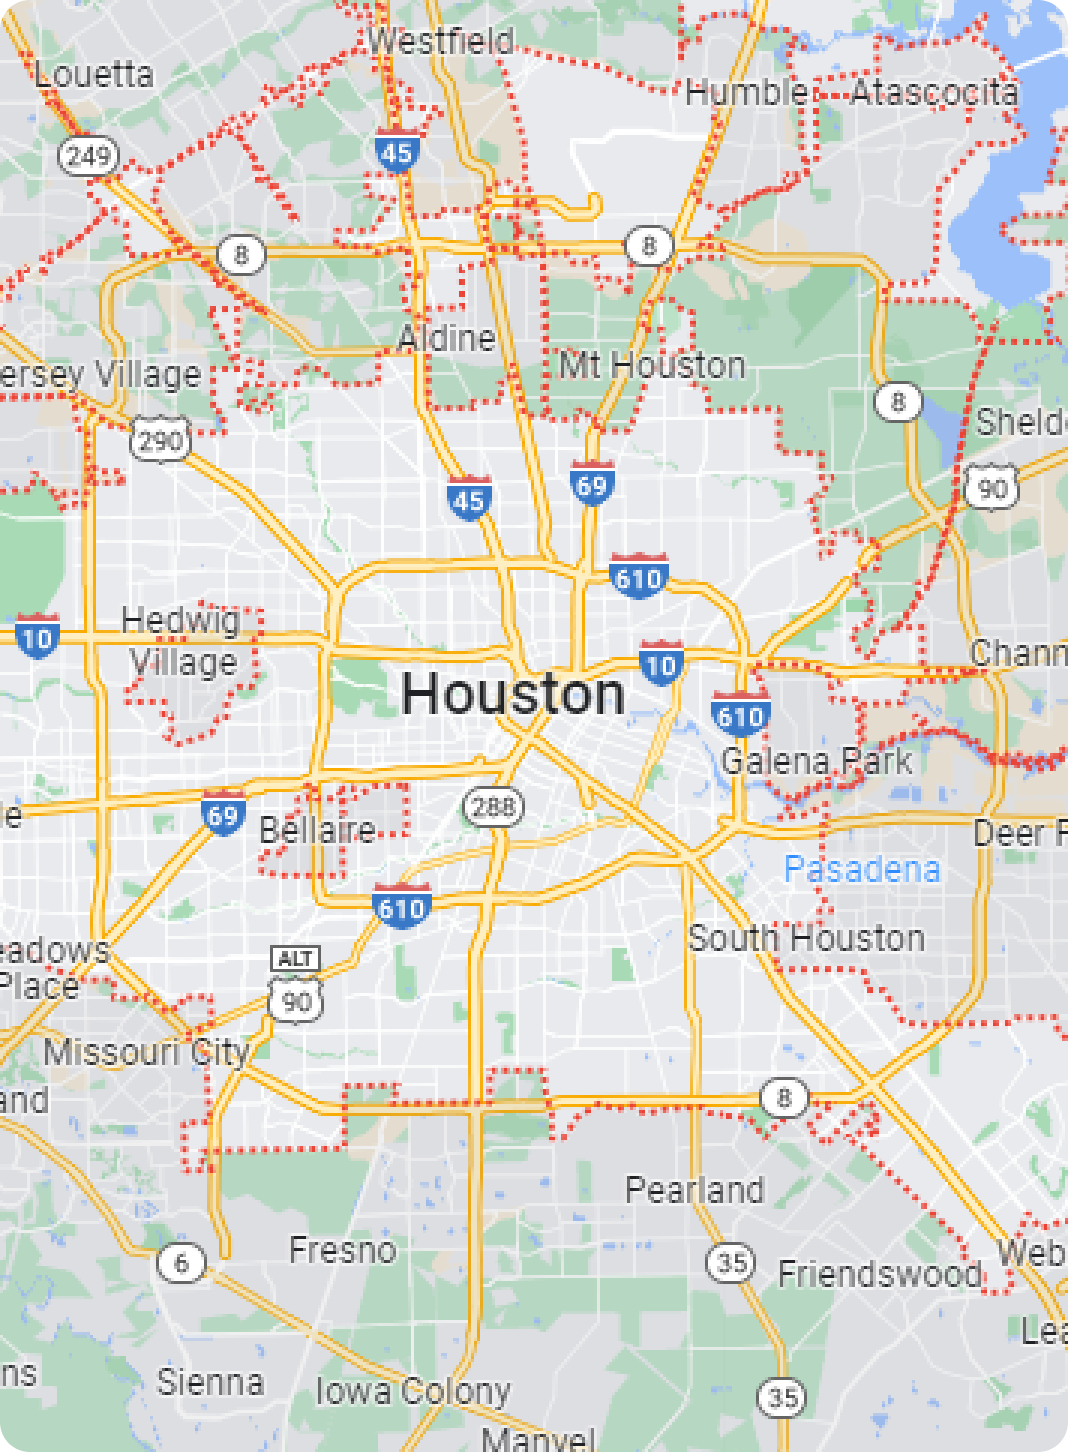 Westfield
Louetta
Humble
Atascocita
249
45
8
8
Aldine
Mt Houston
ersey Village
8
Sheld
290
45
69
90
610
Hedwig
Village
10
10
Chann
Houston
610
Galena Park
288
69
le
Bellaire
Deer P
Pasadena
610
South Houston
eadows
Place
ALT
90
Missouri City
and
8
Pearland
Fresno
6
35
Friendswood
Web
Lea
ns
Sienna
Iowa Colony
35
Manvel